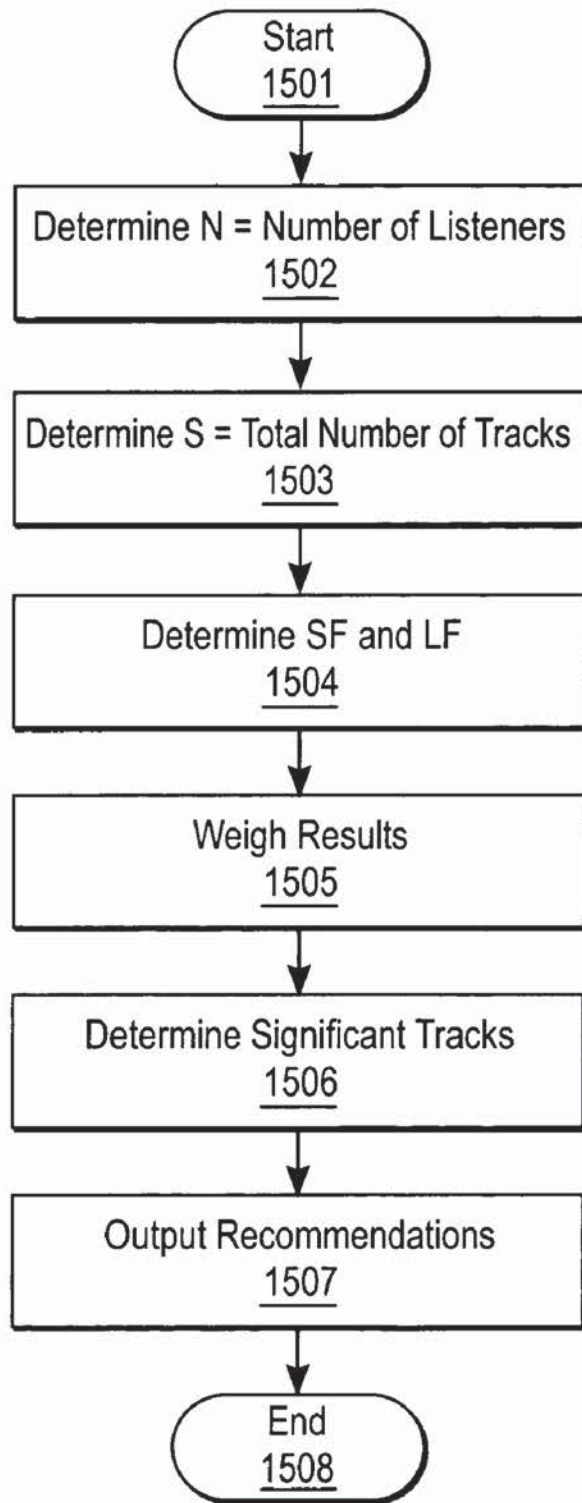 Start
1501
Determine N = Number of Listeners
1502
Determine S = Total Number of Tracks
1503
Determine SF and LF
1504
Weigh Results
1505
Determine Significant Tracks
1506
Output Recommendations
1507
End
1508